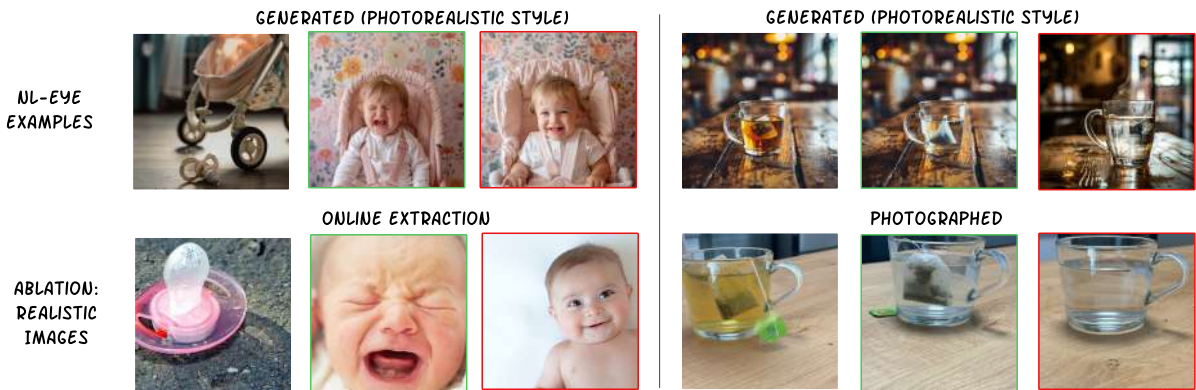 GENERATED (PHOTOREALISTIC STYLE)
GENERATED (PHOTOREALISTIC STYLE)
NL-EYE
EXAMPLES
ONLINE EXTRACTION
PHOTOGRAPHED
ABLATION:
REALISTIC
IMAGES